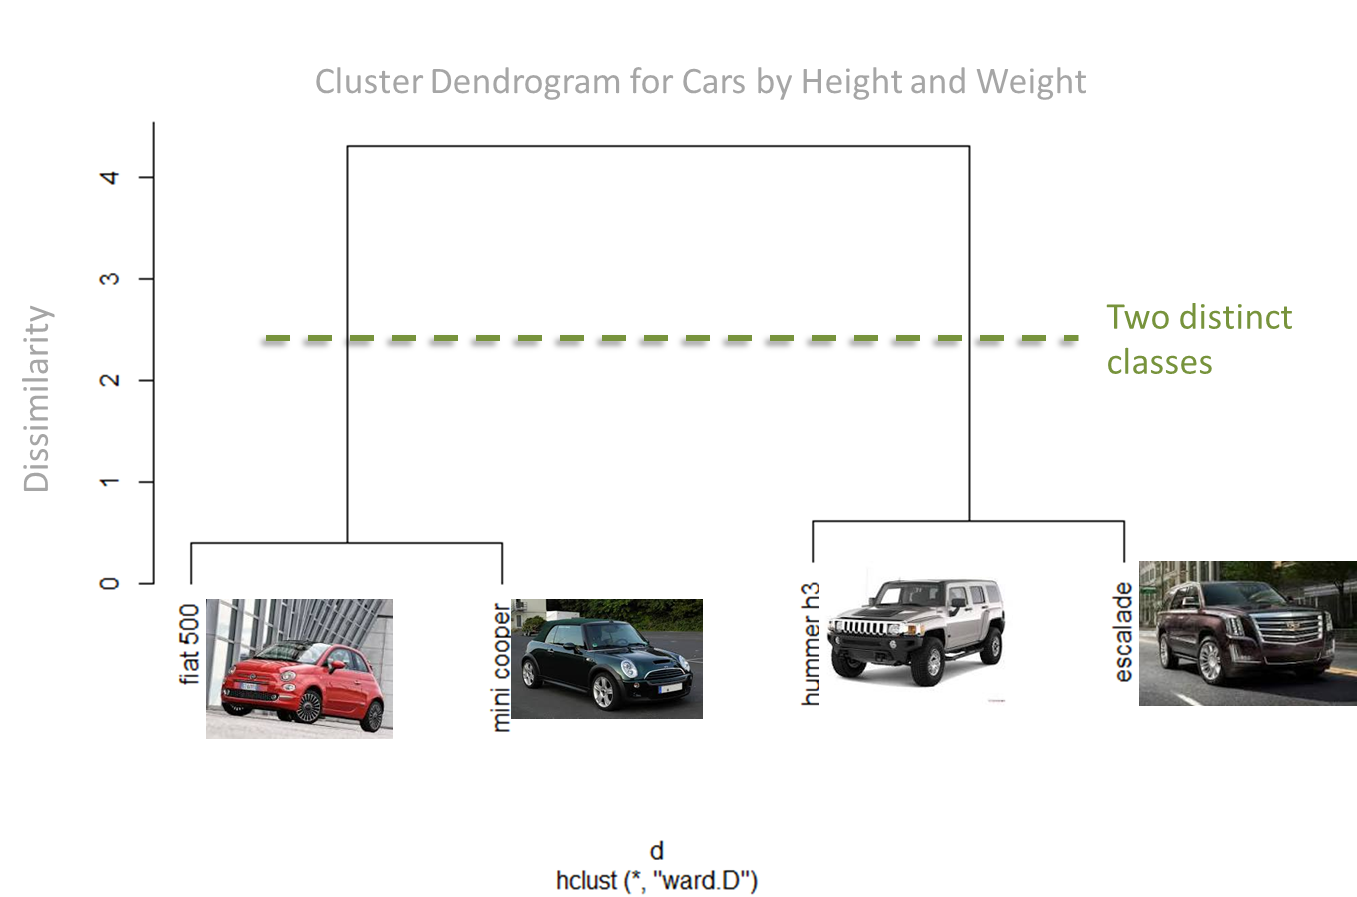 Cluster Dendrogram for Cars by Height and Weight
Dissimilarity
4
3
2
1
0
Two distinct
classes
fiat 500
mini cooper
hummer h3
escalade
d
hclust (*, "ward.D")